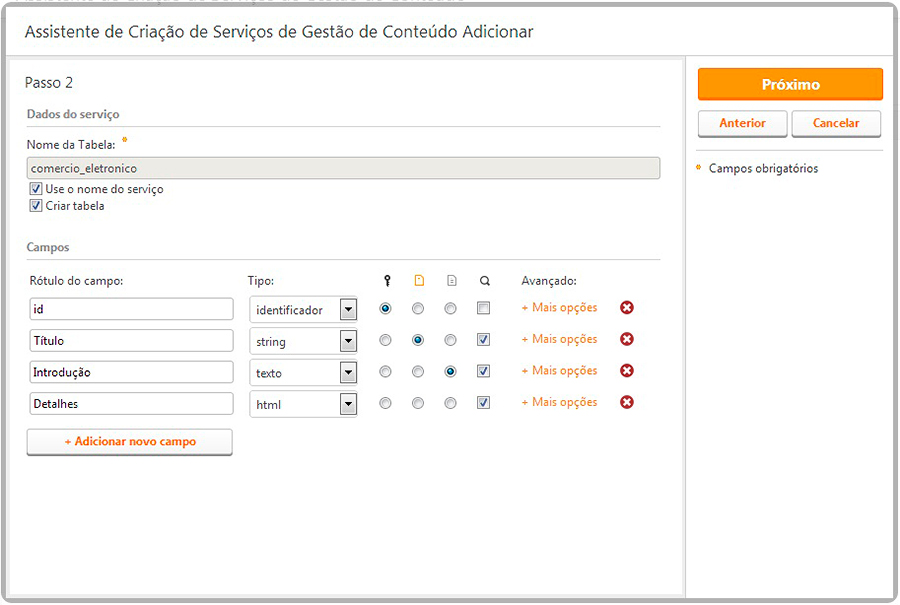 Assistente de Criação de Serviços de Gestão de Conteúdo Adicionar
Passo 2
Dados do serviço
Nome da Tabela: *
comercio_eletronico
Use o nome do serviço
Criar tabela
Campos
Rótulo do campo: Tipo: Avançado:
id identificador + Mais opções
Título string + Mais opções
Introdução texto + Mais opções
Detalhes html + Mais opções
+ Adicionar novo campo
Próximo
Anterior Cancelar
* Campos obrigatórios